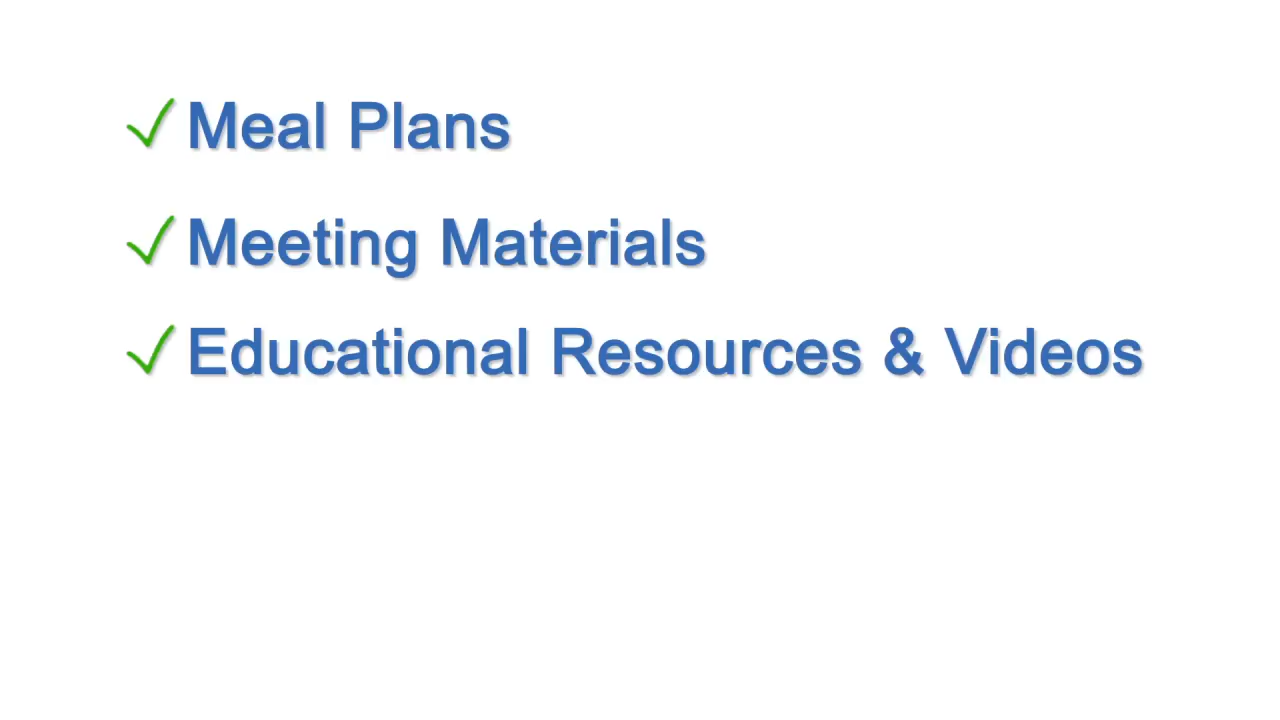 ✓ Meal Plans
✓ Meeting Materials
✓ Educational Resources & Videos